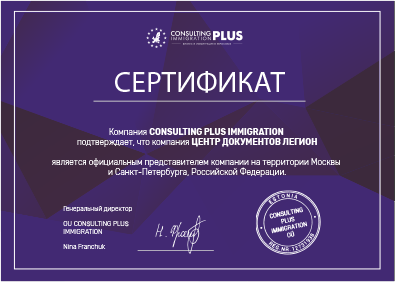 CONSULTING PLUS
IMMIGRATION
СЕРТИФИКАТ
Компания CONSULTING PLUS IMMIGRATION
подтверждает, что компания ЦЕНТР ДОКУМЕНТОВ ЛЕГИОН
является официальным представителем компании на территории Москвы
и Санкт-Петербурга, Российской Федерации.
Генеральный директор
OU CONSULTING PLUS
IMMIGRATION
Nina Franchuk
ESTONIA
CONSULTING
PLUS
IMMIGRATION
OÜ